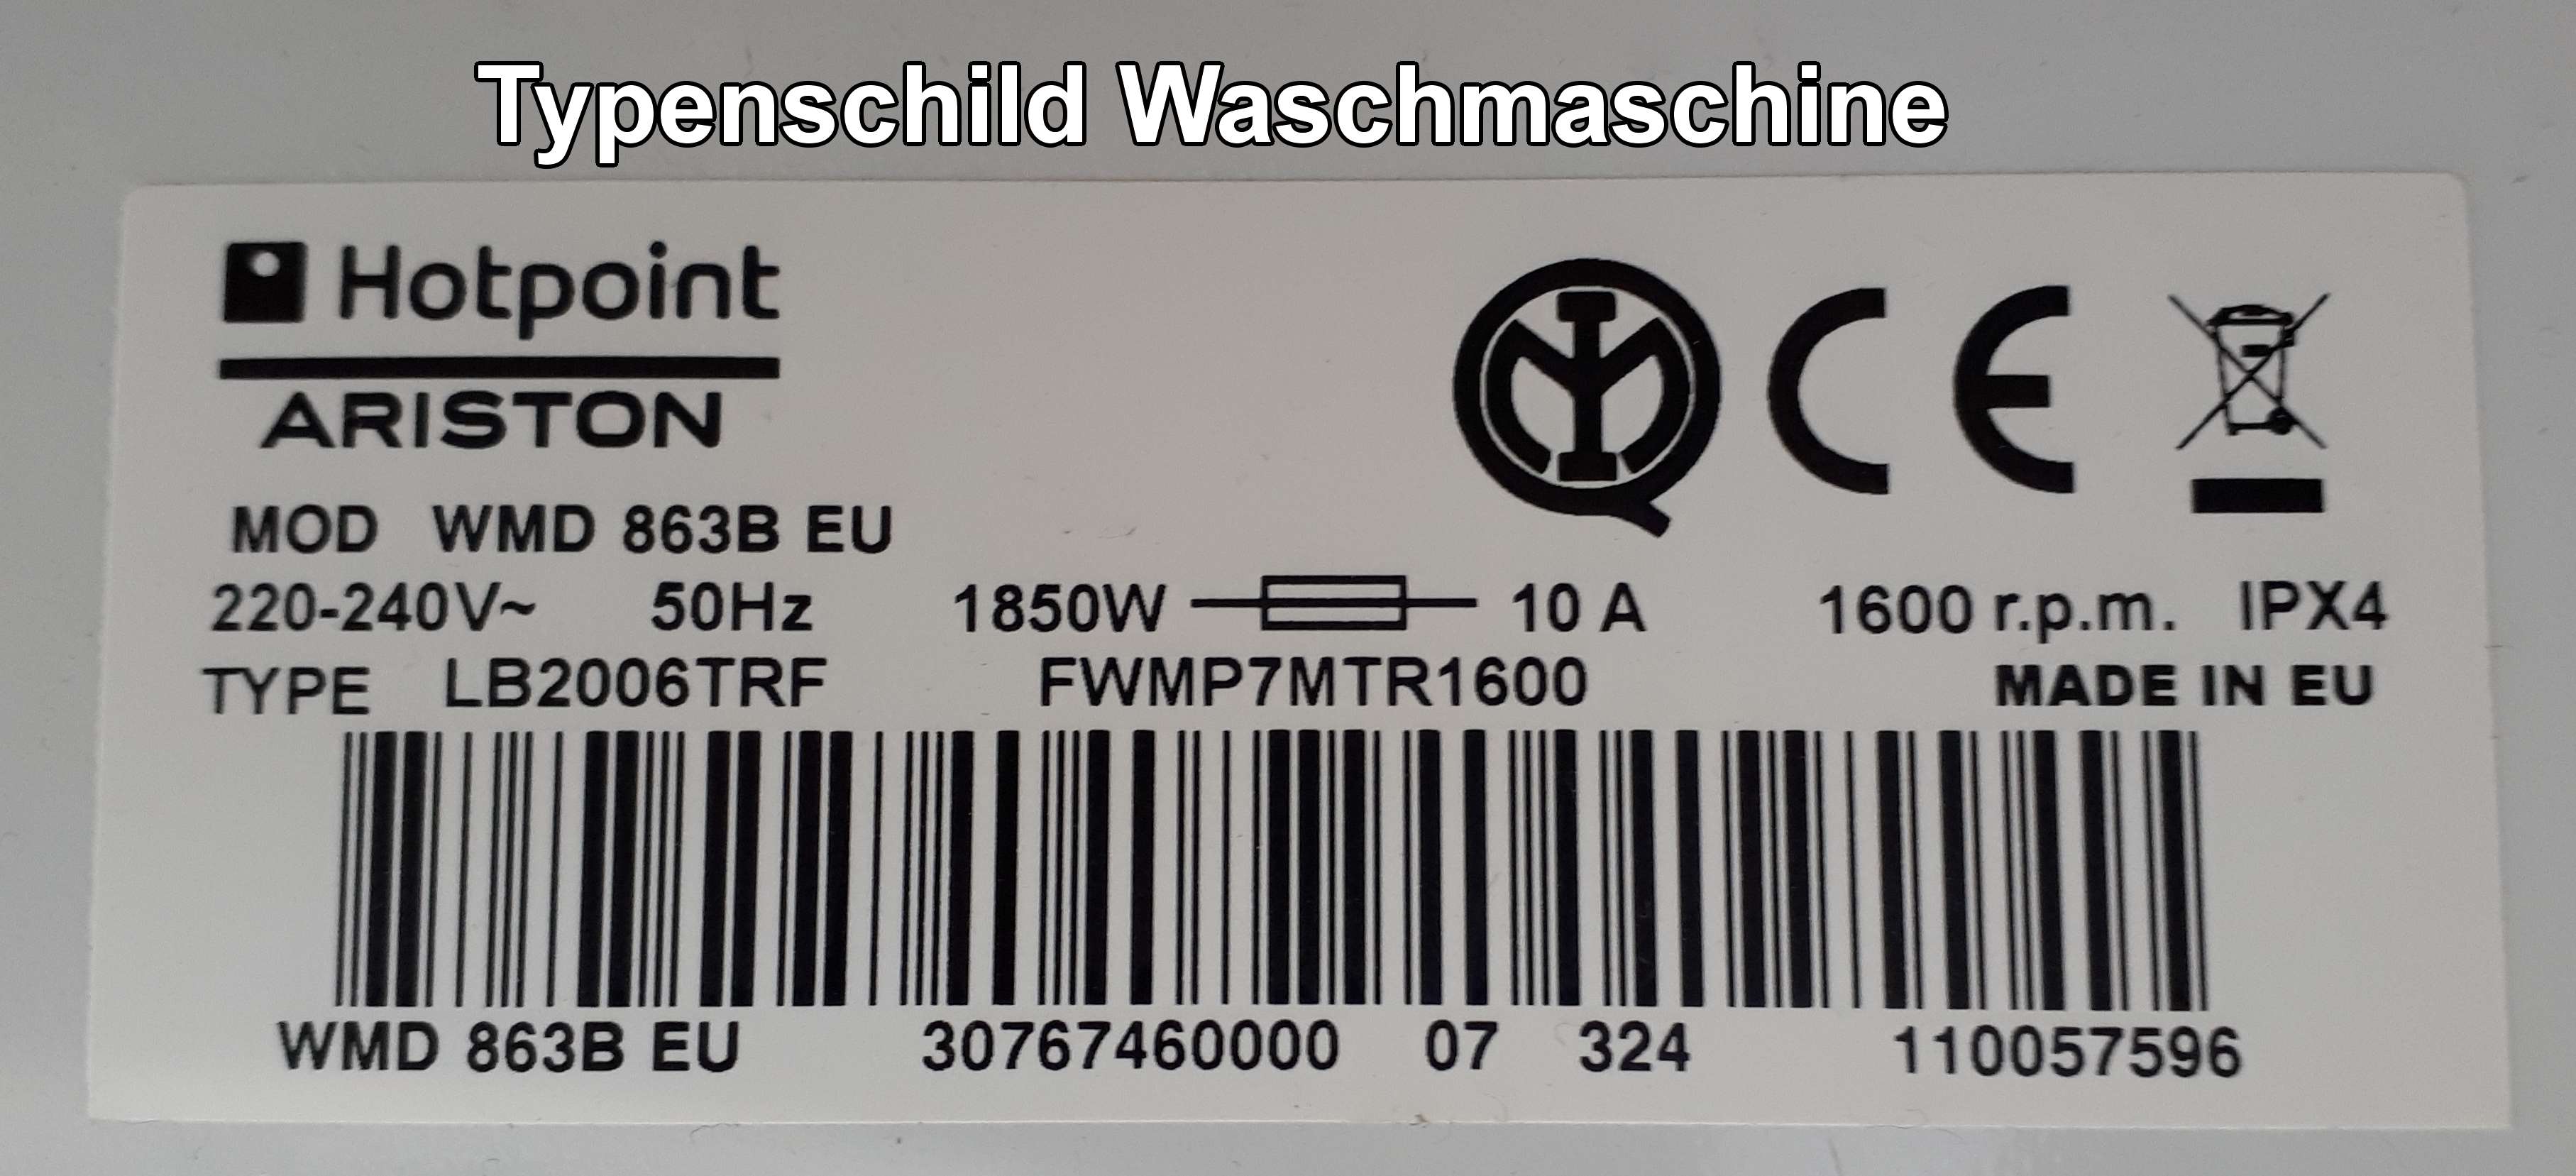 Typenschild Waschmaschine
Hotpoint
ARISTON
MOD WMD 863B EU
220-240V~ 50Hz 1850W 10 A 1600 r.p.m. IPX4
TYPE LB2006TRF FWMP7MTR1600 MADE IN EU
WMD 863B EU 30767460000 07 324 110057596